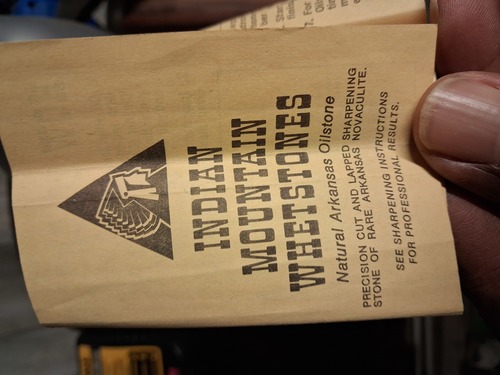 INDIAN
MOUNTAIN
WHETSTONES
Natural Arkansas Oilstone
PRECISION CUT AND LAPPED SHARPENING
STONE OF RARE ARKANSAS NOVACULITE.
SEE SHARPENING INSTRUCTIONS
FOR PROFESSIONAL RESULTS.